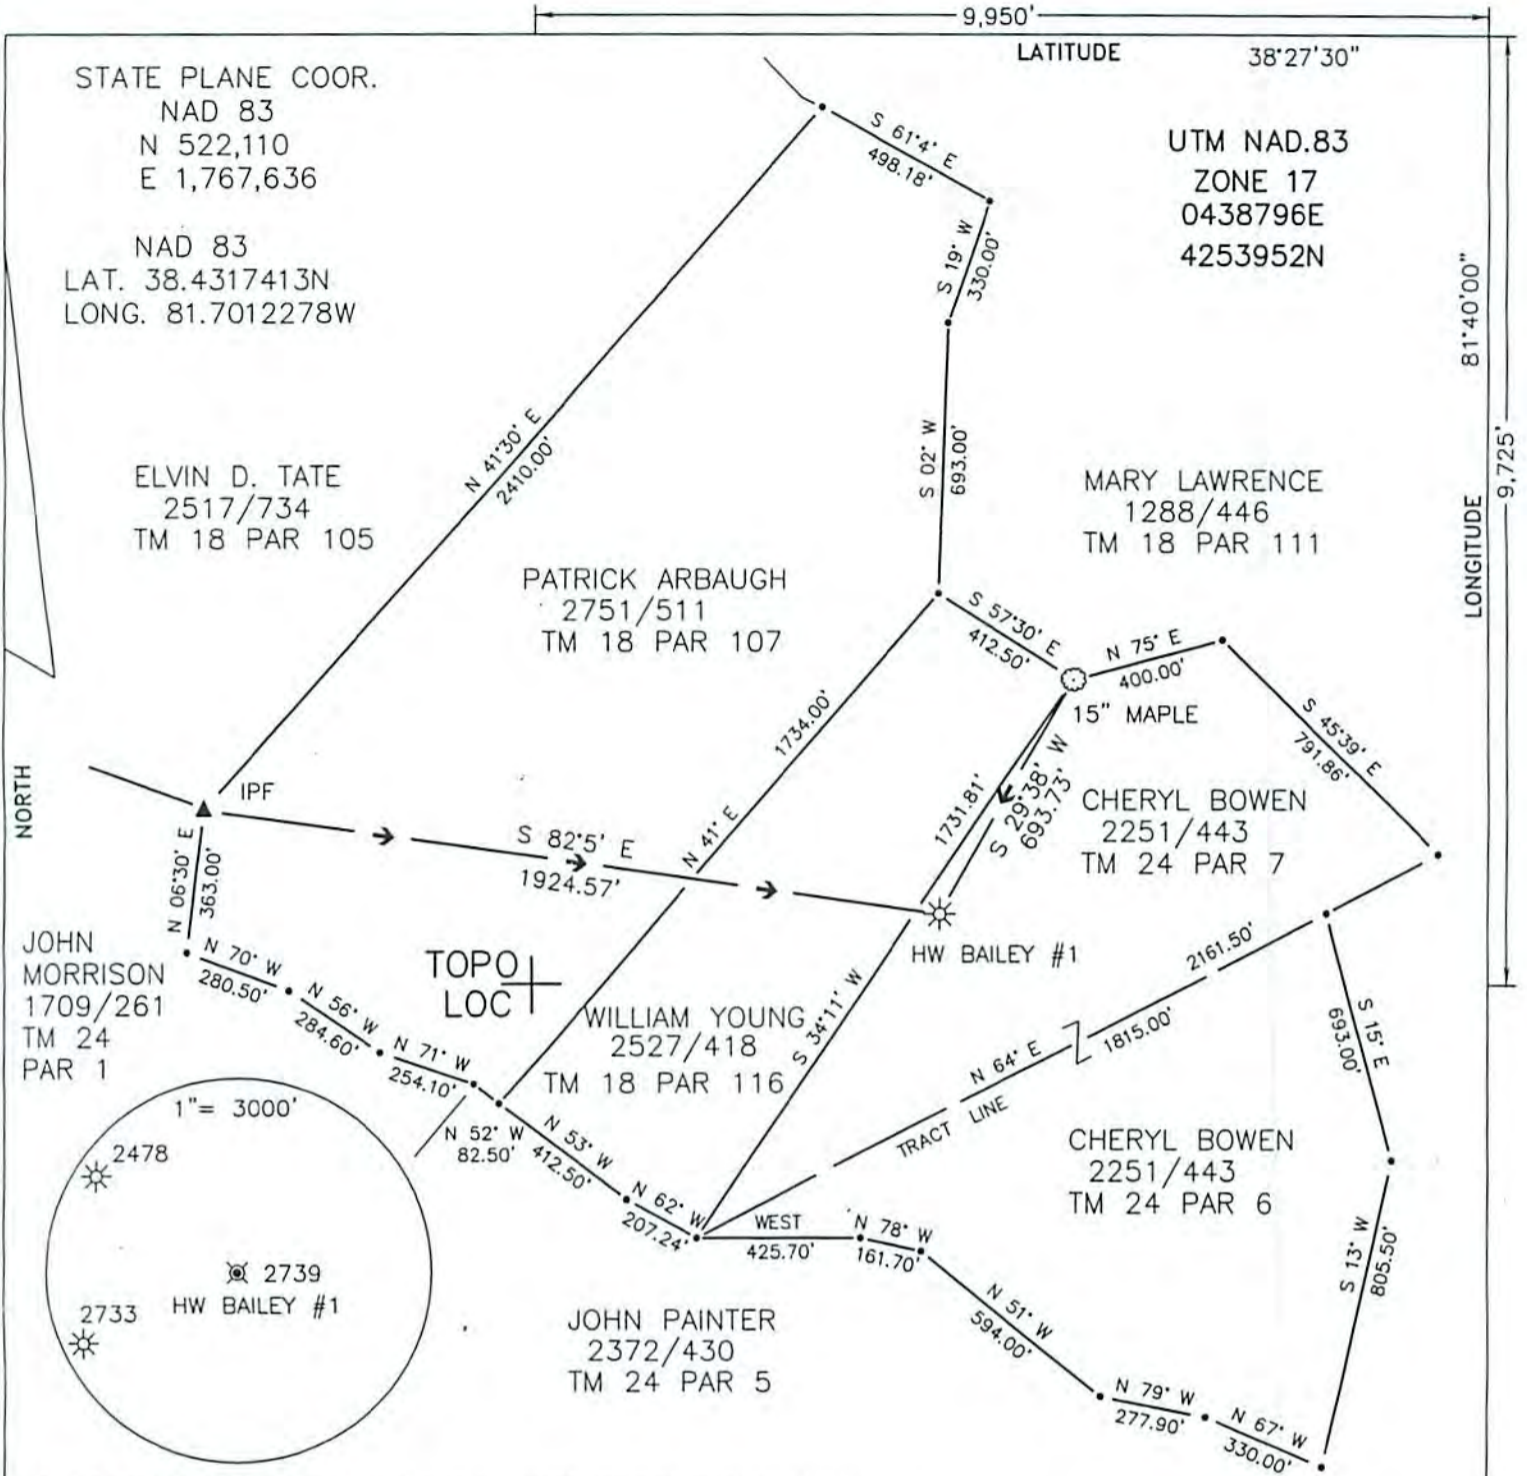 9,950'
LATITUDE 38°27'30"
STATE PLANE COOR.
NAD 83
N 522,110
E 1,767,636
NAD 83
LAT. 38.4317413N
LONG. 81.7012278W
UTM NAD.83
ZONE 17
0438796E
4253952N
S 61°4' E
498.18'
S 19° W
330.00'
81°40'00"
LONGITUDE
9,725'
N 41°30' E
2410.00'
S 02° W
693.00'
ELVIN D. TATE
2517/734
TM 18 PAR 105
MARY LAWRENCE
1288/446
TM 18 PAR 111
PATRICK ARBAUGH
2751/511
TM 18 PAR 107
S 57°30' E
412.50'
N 75° E
400.00'
15" MAPLE
S 45°39' E
791.86'
1734.00'
N 41° E
1731.81'
S 29°38' W
693.73'
CHERYL BOWEN
2251/443
TM 24 PAR 7
NORTH
IPF
S 82°5' E
1924.57'
N 06°30' E
363.00'
HW BAILEY #1
2161.50'
JOHN
MORRISON
1709/261
TM 24
PAR 1
N 70° W
280.50'
N 56° W
284.60'
N 71° W
254.10'
TOPO
LOC
WILLIAM YOUNG
2527/418
TM 18 PAR 116
S 34°11' W
N 64° E
1815.00'
TRACT LINE
S 15° E
693.00'
N 52° W
82.50'
N 53° W
412.50'
N 62° W
207.24'
CHERYL BOWEN
2251/443
TM 24 PAR 6
WEST
425.70'
N 78° W
161.70'
N 51° W
594.00'
S 13° W
805.50'
1"= 3000'
2478
2739
HW BAILEY #1
2733
JOHN PAINTER
2372/430
TM 24 PAR 5
N 79° W
277.90'
N 67° W
330.00'